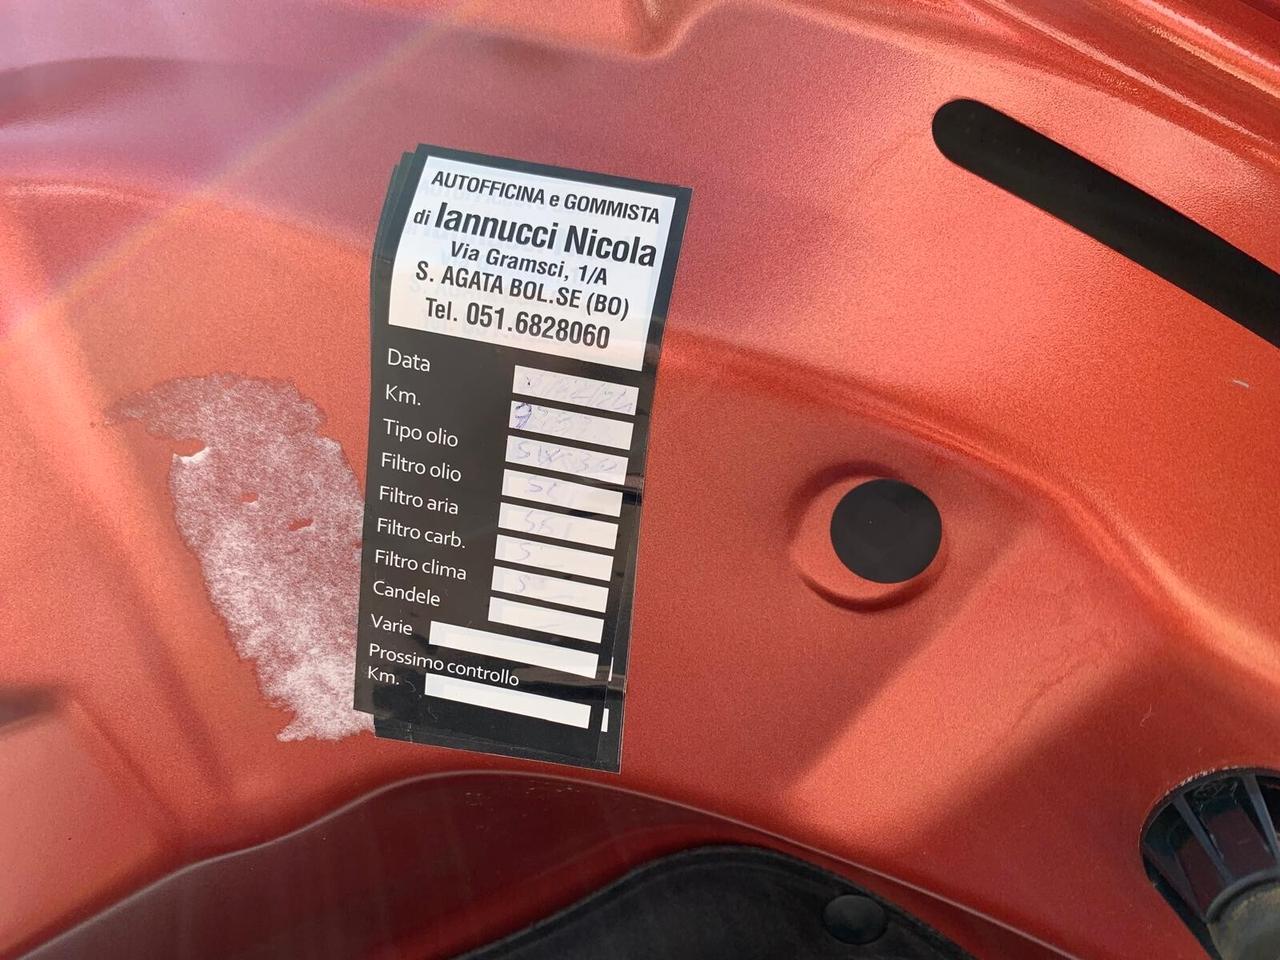 AUTOFFICINA e GOMMISTA
di Iannucci Nicola
Via Gramsci, 1/A
S. AGATA BOL.SE (BO)
Tel. 051.6828060
Data
Km.
Tipo olio 5W30
Filtro olio
Filtro aria
Filtro carb.
Filtro clima
Candele
Varie
Prossimo controllo
Km.